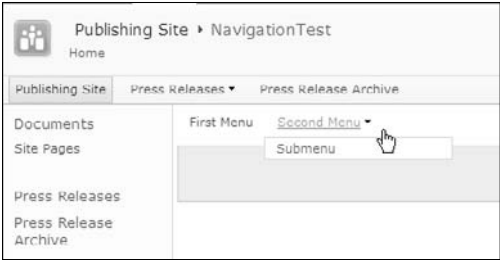 Publishing Site ▸ NavigationTest
Home
Publishing Site Press Releases ▾ Press Release Archive
Documents
Site Pages
Press Releases
Press Release
Archive
First Menu Second Menu ▾
Submenu